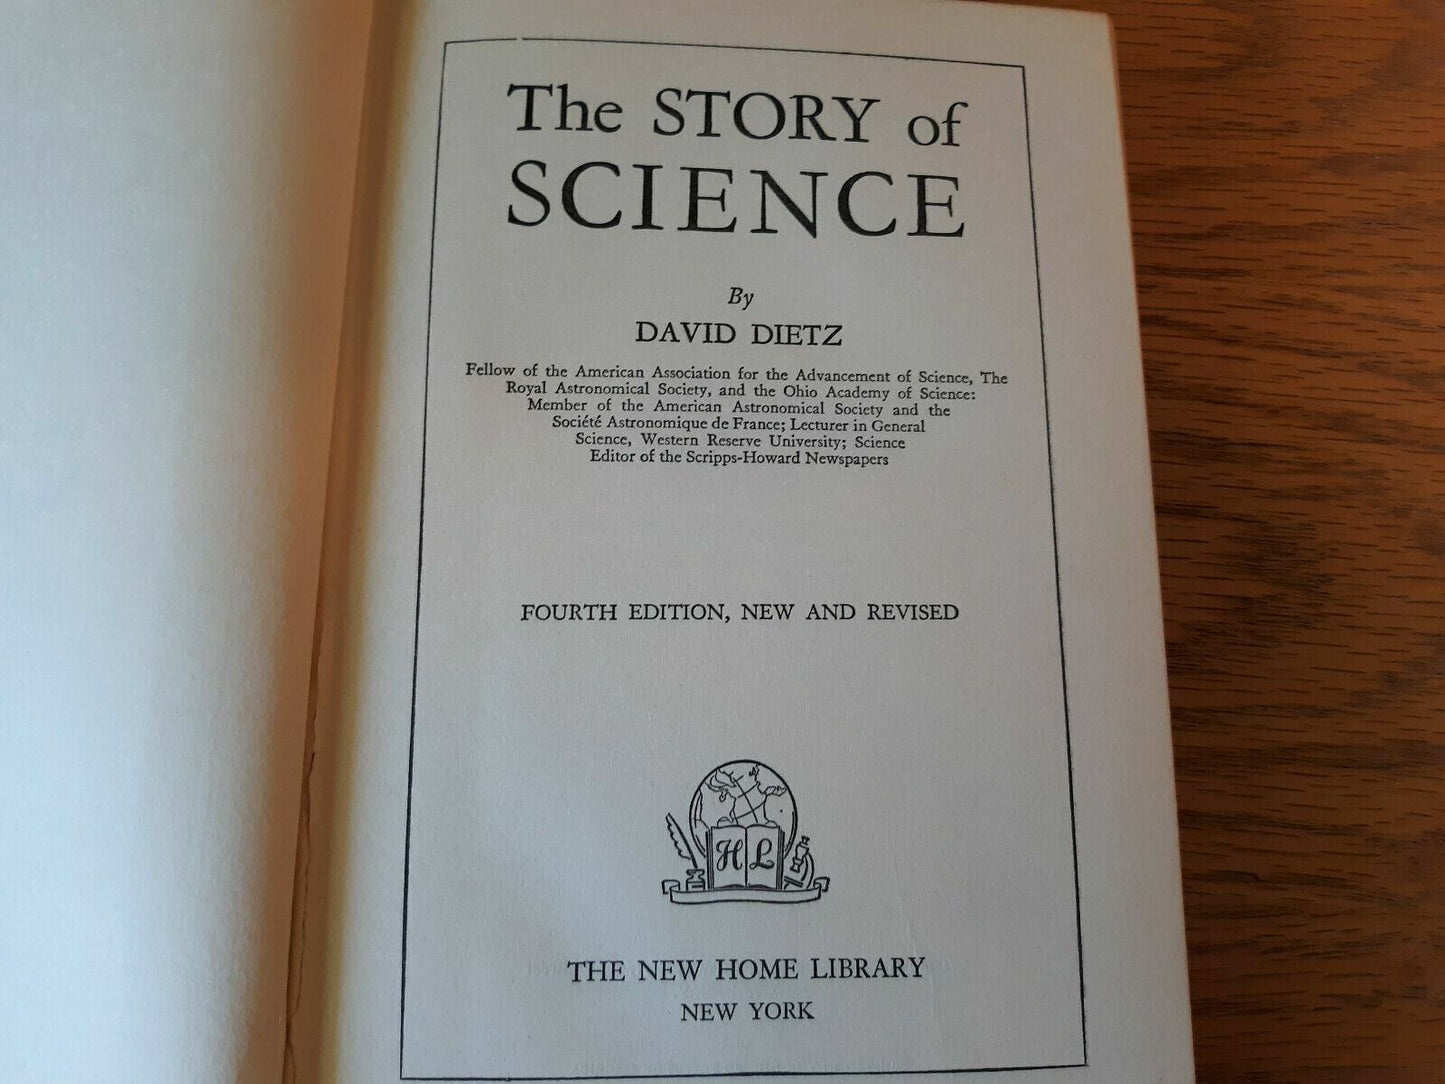 The STORY of
SCIENCE
By
DAVID DIETZ
Fellow of the American Association for the Advancement of Science, The
Royal Astronomical Society, and the Ohio Academy of Science:
Member of the American Astronomical Society and the
Société Astronomique de France; Lecturer in General
Science, Western Reserve University; Science
Editor of the Scripps-Howard Newspapers
FOURTH EDITION, NEW AND REVISED
H L
THE NEW HOME LIBRARY
NEW YORK